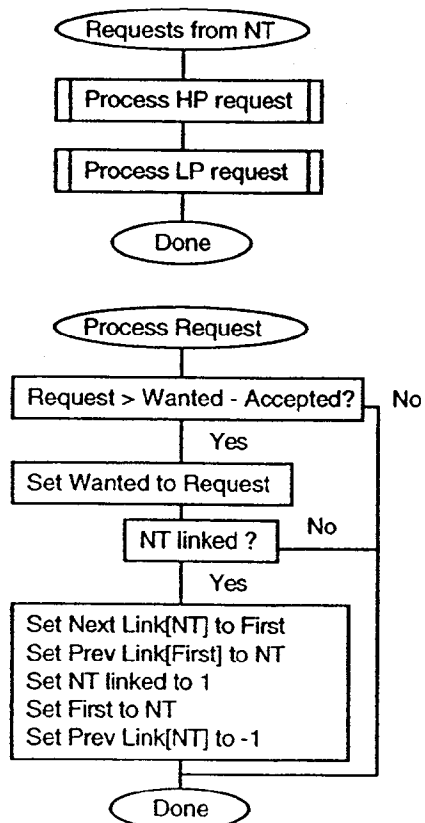 Requests from NT
Process HP request
Process LP request
Done
Process Request
Request > Wanted - Accepted?
No
Yes
Set Wanted to Request
NT linked ?
No
Yes
Set Next Link[NT] to First
Set Prev Link[First] to NT
Set NT linked to 1
Set First to NT
Set Prev Link[NT] to -1
Done